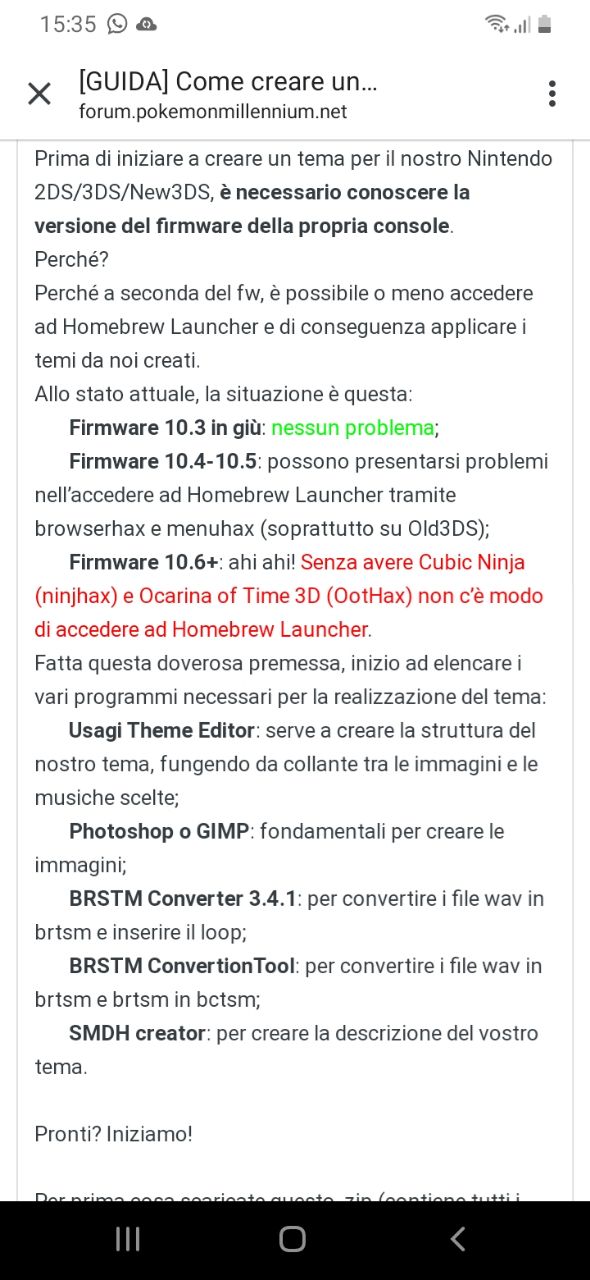 15:35
[GUIDA] Come creare un...
forum.pokemonmillennium.net
Prima di iniziare a creare un tema per il nostro Nintendo
2DS/3DS/New3DS, è necessario conoscere la
versione del firmware della propria console.
Perché?
Perché a seconda del fw, è possibile o meno accedere
ad Homebrew Launcher e di conseguenza applicare i
temi da noi creati.
Allo stato attuale, la situazione è questa:
Firmware 10.3 in giù: nessun problema;
Firmware 10.4-10.5: possono presentarsi problemi
nell'accedere ad Homebrew Launcher tramite
browserhax e menuhax (soprattutto su Old3DS);
Firmware 10.6+: ahi ahi! Senza avere Cubic Ninja
(ninjhax) e Ocarina of Time 3D (OotHax) non c'è modo
di accedere ad Homebrew Launcher.
Fatta questa doverosa premessa, inizio ad elencare i
vari programmi necessari per la realizzazione del tema:
Usagi Theme Editor: serve a creare la struttura del
nostro tema, fungendo da collante tra le immagini e le
musiche scelte;
Photoshop o GIMP: fondamentali per creare le
immagini;
BRSTM Converter 3.4.1: per convertire i file wav in
brtsm e inserire il loop;
BRSTM ConvertionTool: per convertire i file wav in
brtsm e brtsm in bctsm;
SMDH creator: per creare la descrizione del vostro
tema.
Pronti? Iniziamo!
Per prima cosa scaricate questo .zip (contiene tutti i